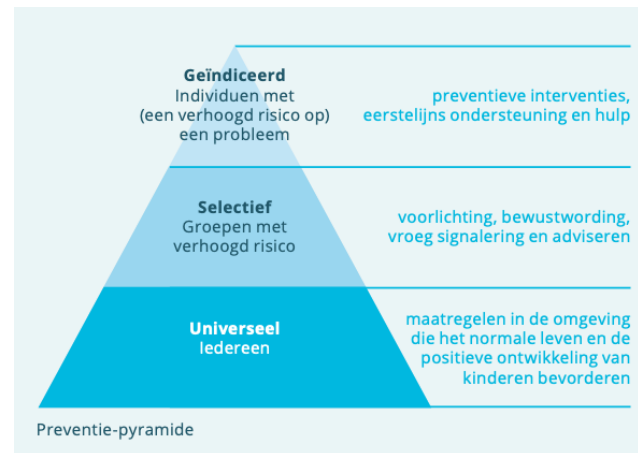 Geïndiceerd
Individuen met
(een verhoogd risico op)
een probleem
preventieve interventies,
eerstelijns ondersteuning en hulp
Selectief
Groepen met
verhoogd risico
voorlichting, bewustwording,
vroeg signalering en adviseren
Universeel
Iedereen
maatregelen in de omgeving
die het normale leven en de
positieve ontwikkeling van
kinderen bevorderen
Preventie-pyramide